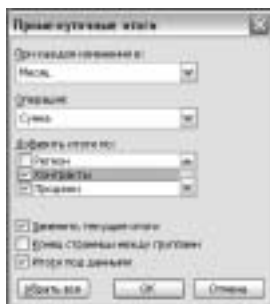 Промежуточные итоги
При каждом изменении в:
Месяц
Операция:
Сумма
Добавить итоги по:
Регион
Контракты
Продажи
Заменить текущие итоги
Конец страницы между группами
Итоги под данными
Убрать все
ОК
Отмена